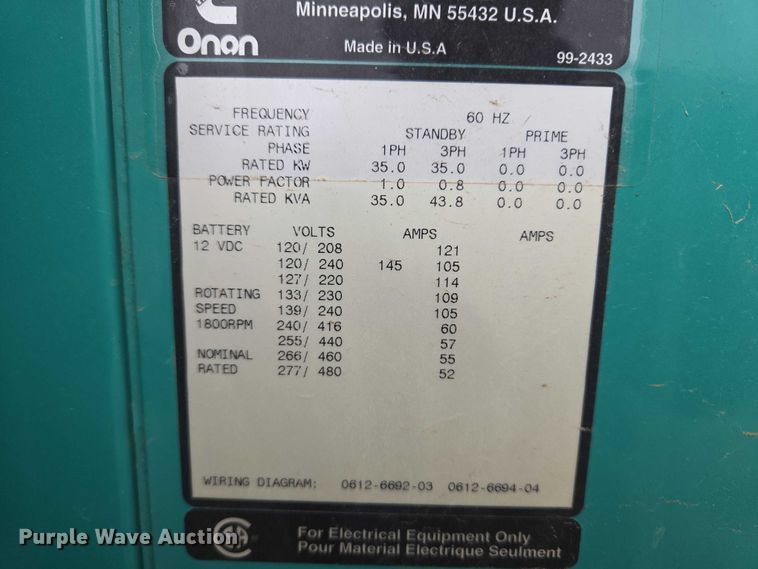 Minneapolis, MN 55432 U.S.A.
Onan Made in U.S.A 99-2433
FREQUENCY 60 HZ
SERVICE RATING STANDBY PRIME
PHASE 1PH 3PH 1PH 3PH
RATED KW 35.0 35.0 0.0 0.0
POWER FACTOR 1.0 0.8 0.0 0.0
RATED KVA 35.0 43.8 0.0 0.0
BATTERY VOLTS AMPS AMPS
12 VDC 120/ 208 121
120/ 240 145 105
127/ 220 114
ROTATING 133/ 230 109
SPEED 139/ 240 105
1800RPM 240/ 416 60
255/ 440 57
NOMINAL 266/ 460 55
RATED 277/ 480 52
WIRING DIAGRAM: 0612-6692-03 0612-6694-04
For Electrical Equipment Only
Pour Material Electrique Seulment
Purple Wave Auction